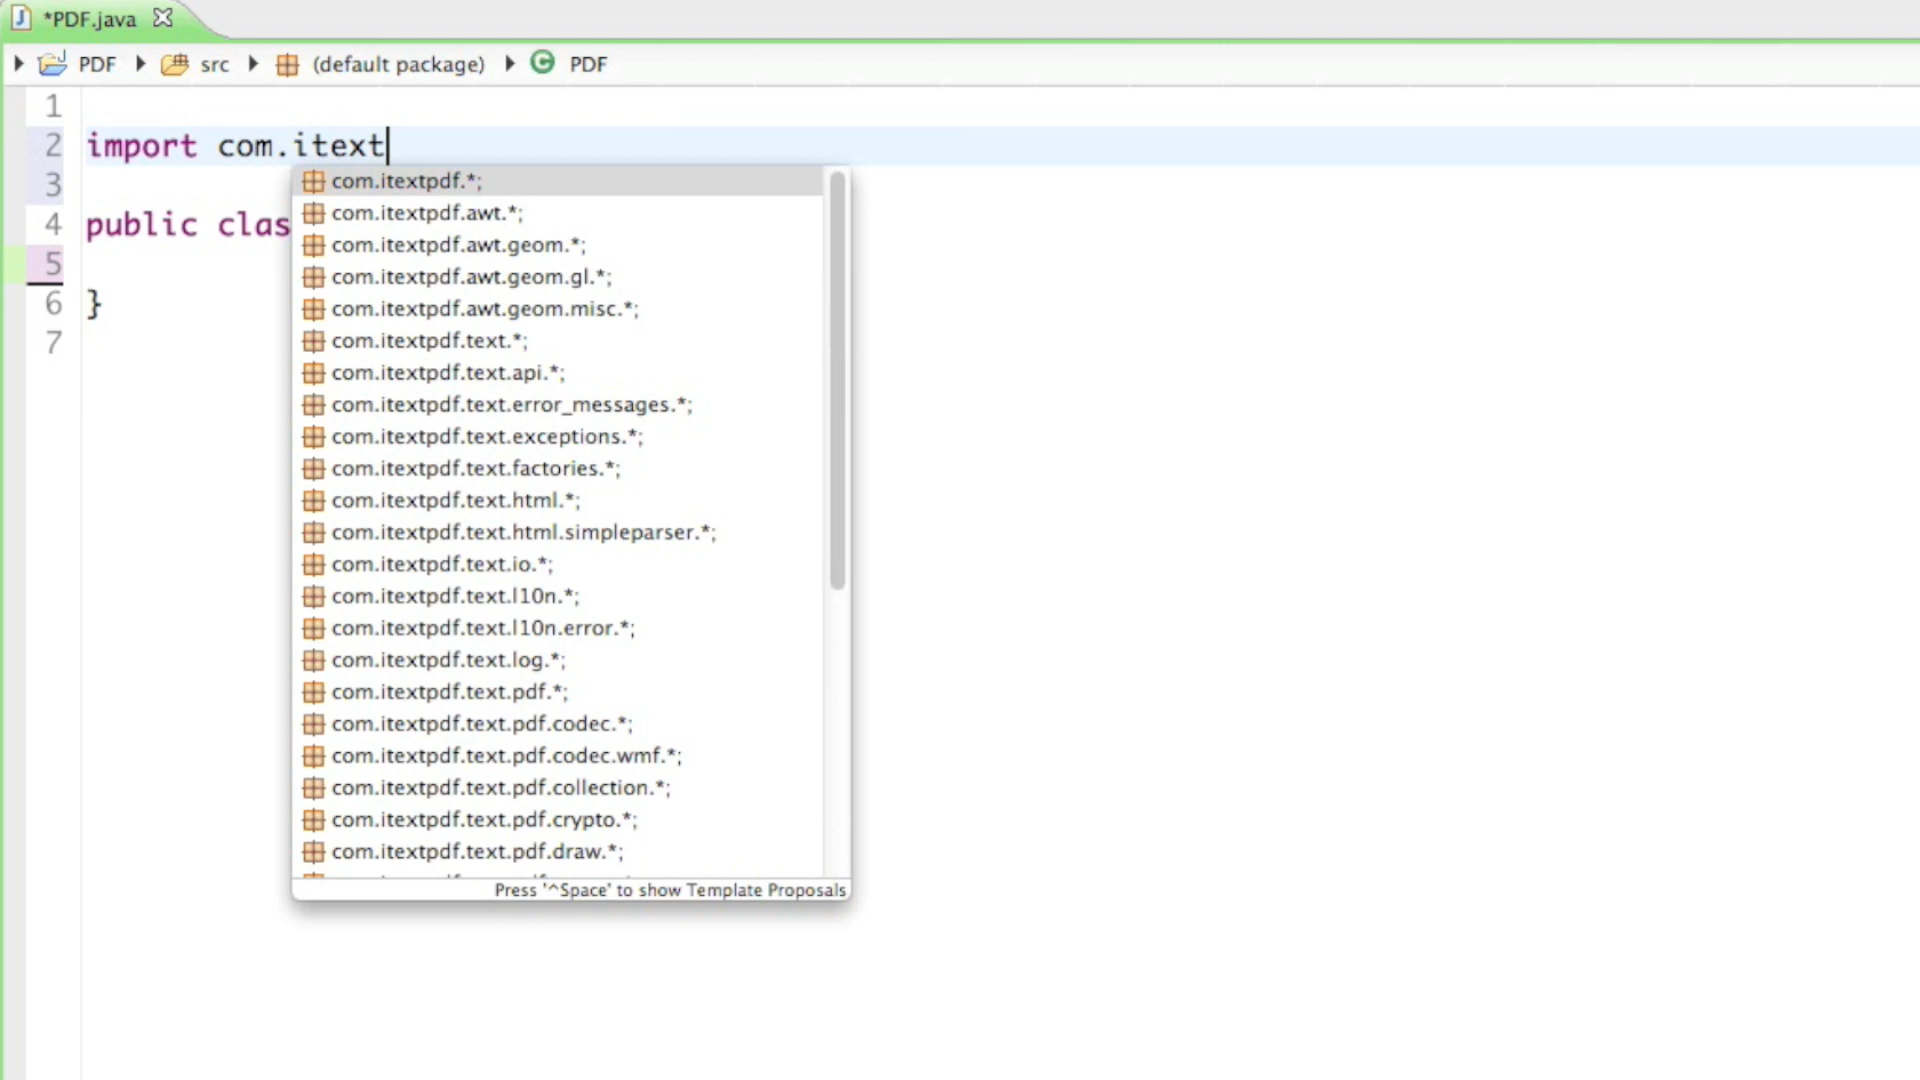 *PDF.java
PDF src (default package) PDF
1
2 import com.itext
3
4 public clas
5
6 }
7
com.itextpdf.*;
com.itextpdf.awt.*;
com.itextpdf.awt.geom.*;
com.itextpdf.awt.geom.gl.*;
com.itextpdf.awt.geom.misc.*;
com.itextpdf.text.*;
com.itextpdf.text.api.*;
com.itextpdf.text.error_messages.*;
com.itextpdf.text.exceptions.*;
com.itextpdf.text.factories.*;
com.itextpdf.text.html.*;
com.itextpdf.text.html.simpleparser.*;
com.itextpdf.text.io.*;
com.itextpdf.text.l10n.*;
com.itextpdf.text.l10n.error.*;
com.itextpdf.text.log.*;
com.itextpdf.text.pdf.*;
com.itextpdf.text.pdf.codec.*;
com.itextpdf.text.pdf.codec.wmf.*;
com.itextpdf.text.pdf.collection.*;
com.itextpdf.text.pdf.crypto.*;
com.itextpdf.text.pdf.draw.*;
Press '^Space' to show Template Proposals